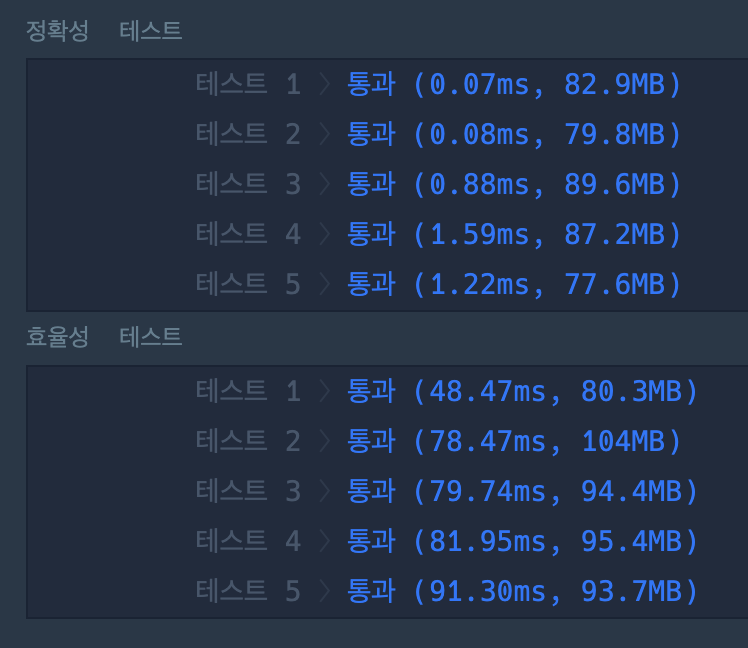 정확성 테스트
테스트 1 〉 통과 (0.07ms, 82.9MB)
테스트 2 〉 통과 (0.08ms, 79.8MB)
테스트 3 〉 통과 (0.88ms, 89.6MB)
테스트 4 〉 통과 (1.59ms, 87.2MB)
테스트 5 〉 통과 (1.22ms, 77.6MB)
효율성 테스트
테스트 1 〉 통과 (48.47ms, 80.3MB)
테스트 2 〉 통과 (78.47ms, 104MB)
테스트 3 〉 통과 (79.74ms, 94.4MB)
테스트 4 〉 통과 (81.95ms, 95.4MB)
테스트 5 〉 통과 (91.30ms, 93.7MB)